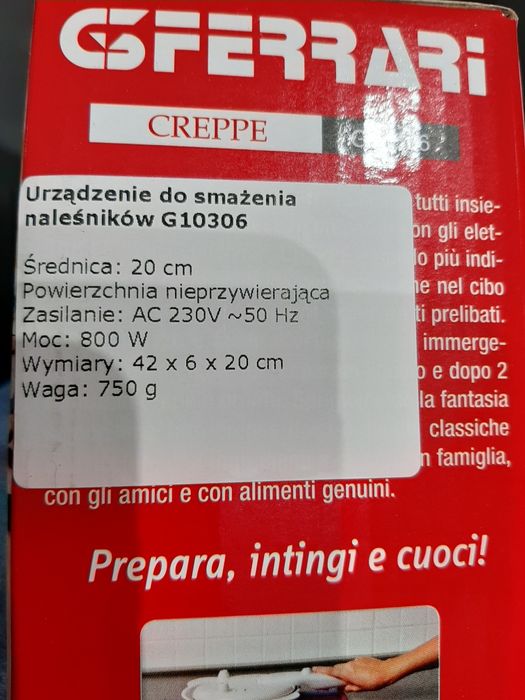 G3FERRARI
CREPPE
Urządzenie do smażenia
naleśników G10306
Średnica: 20 cm
Powierzchnia nieprzywierająca
Zasilanie: AC 230V ~50 Hz
Moc: 800 W
Wymiary: 42 x 6 x 20 cm
Waga: 750 g
tutti insie-
gli elet-
più indi-
nel cibo
prelibati.
immerge-
e dopo 2
la fantasia
classiche
famiglia,
con gli amici e con alimenti genuini.
Prepara, intingi e cuoci!